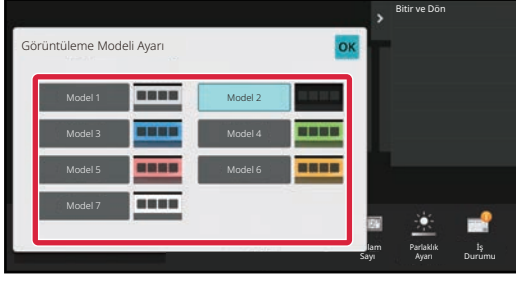 Bitir ve Dön
Görüntüleme Modeli Ayarı
OK
Model 1
Model 2
Model 3
Model 4
Model 5
Model 6
Model 7
Sayı
Parlaklık
Ayarı
İş
Durumu